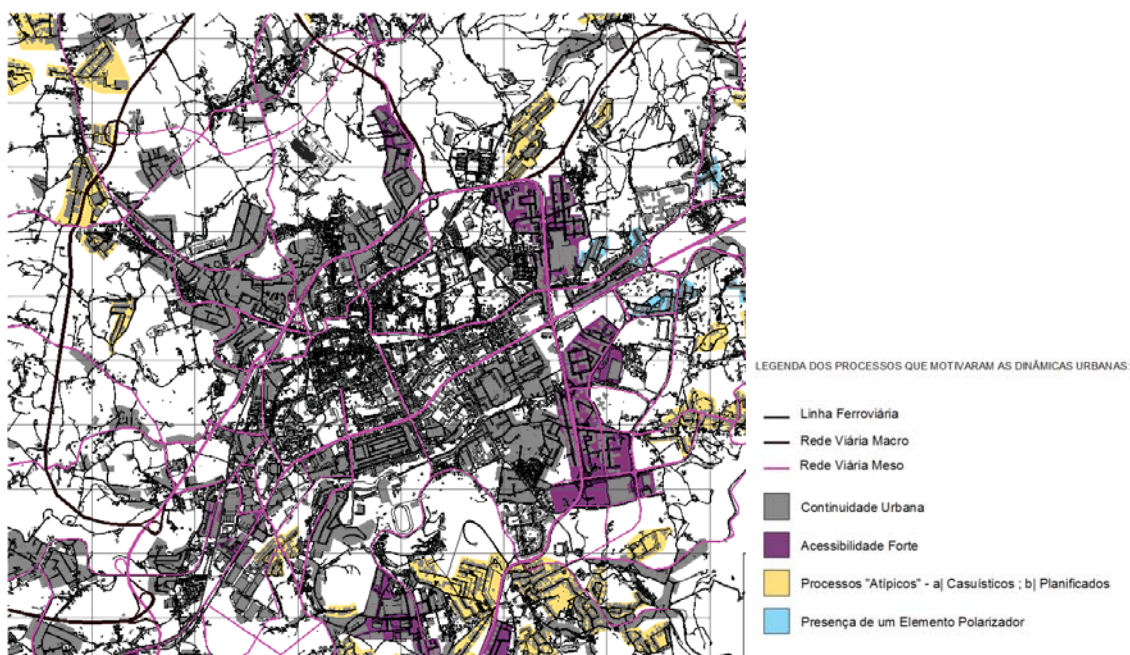 LEGENDA DOS PROCESSOS QUE MOTIVARAM AS DINÂMICAS URBANAS:
Linha Ferroviária
Rede Viária Macro
Rede Viária Meso
Continuidade Urbana
Acessibilidade Forte
Processos "Atípicos" - a| Casuísticos ; b| Planificados
Presença de um Elemento Polarizador